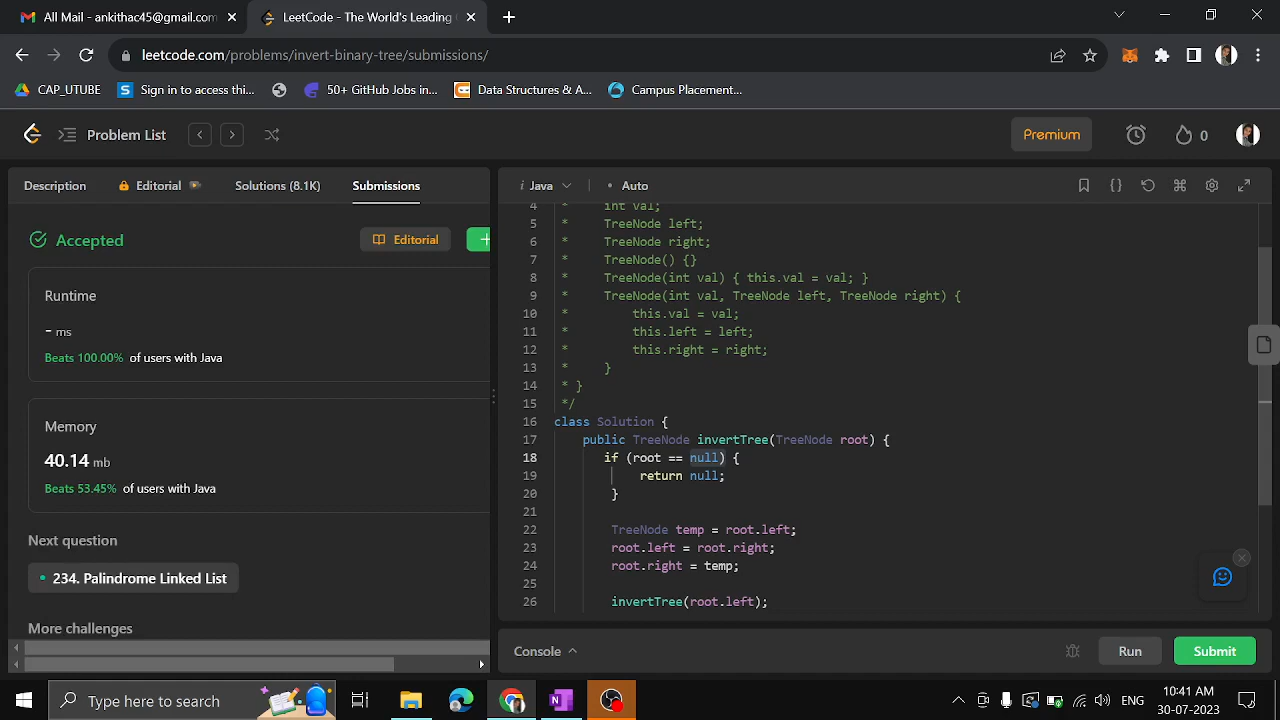 All Mail - ankithac45@gmail.com
LeetCode - The World's Leading
leetcode.com/problems/invert-binary-tree/submissions/
CAP_UTUBE
Sign in to access thi...
50+ GitHub Jobs in...
Data Structures & A...
Campus Placement...
Problem List
Premium
0
Description
Editorial
Solutions (8.1K)
Submissions
Java
Auto
Accepted
Editorial
Runtime
- ms
Beats 100.00% of users with Java
Memory
40.14 mb
Beats 53.45% of users with Java
Next question
234. Palindrome Linked List
More challenges
4 * int val;
5 * TreeNode left;
6 * TreeNode right;
7 * TreeNode() {}
8 * TreeNode(int val) { this.val = val; }
9 * TreeNode(int val, TreeNode left, TreeNode right) {
10 * this.val = val;
11 * this.left = left;
12 * this.right = right;
13 * }
14 * }
15 */
16 class Solution {
17 public TreeNode invertTree(TreeNode root) {
18 if (root == null) {
19 return null;
20 }
21
22 TreeNode temp = root.left;
23 root.left = root.right;
24 root.right = temp;
25
26 invertTree(root.left);
Console
Run
Submit
Type here to search
ENG
10:41 AM
30-07-2023